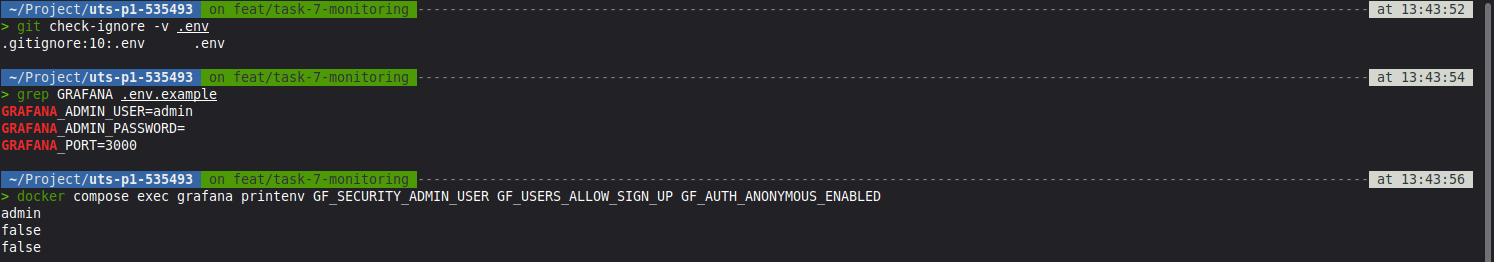 ~/Project/uts-p1-535493 on feat/task-7-monitoring at 13:43:52
> git check-ignore -v .env
.gitignore:10:.env .env
~/Project/uts-p1-535493 on feat/task-7-monitoring at 13:43:54
> grep GRAFANA .env.example
GRAFANA_ADMIN_USER=admin
GRAFANA_ADMIN_PASSWORD=
GRAFANA_PORT=3000
~/Project/uts-p1-535493 on feat/task-7-monitoring at 13:43:56
> docker compose exec grafana printenv GF_SECURITY_ADMIN_USER GF_USERS_ALLOW_SIGN_UP GF_AUTH_ANONYMOUS_ENABLED
admin
false
false